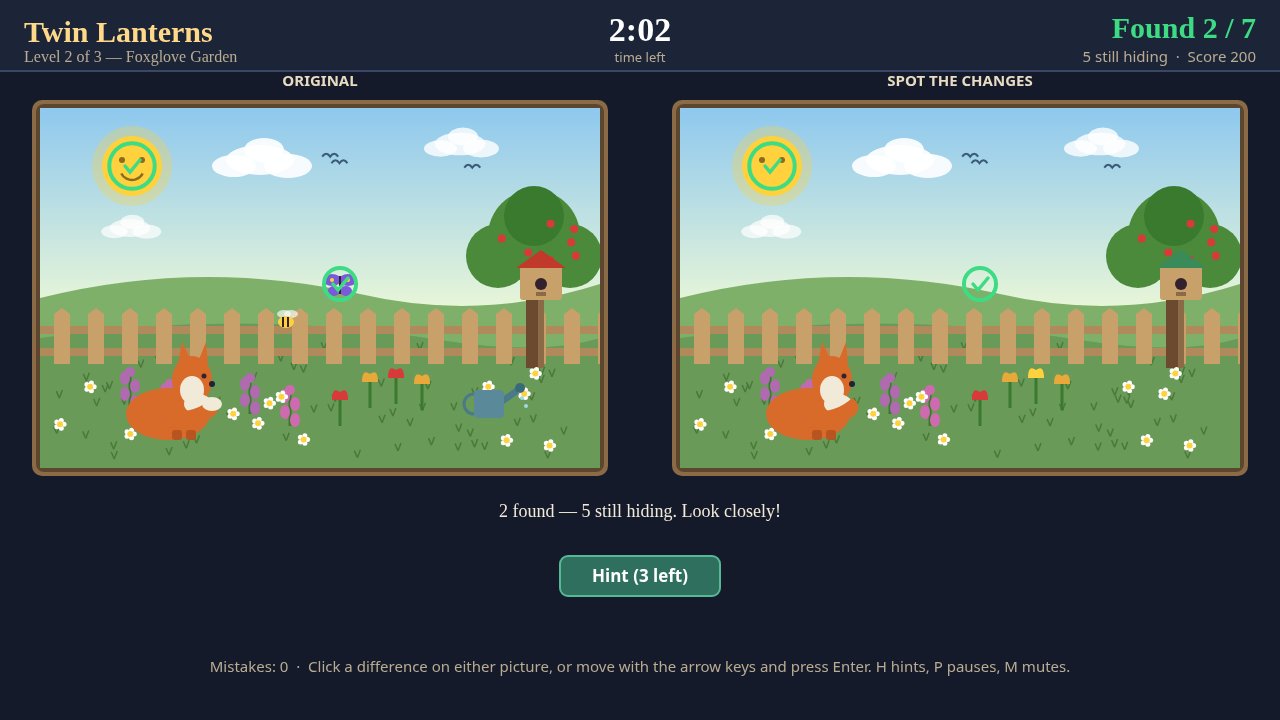 Twin Lanterns
Level 2 of 3 — Foxglove Garden
2:02
time left
Found 2 / 7
5 still hiding · Score 200
ORIGINAL
SPOT THE CHANGES
2 found — 5 still hiding. Look closely!
Hint (3 left)
Mistakes: 0 · Click a difference on either picture, or move with the arrow keys and press Enter. H hints, P pauses, M mutes.